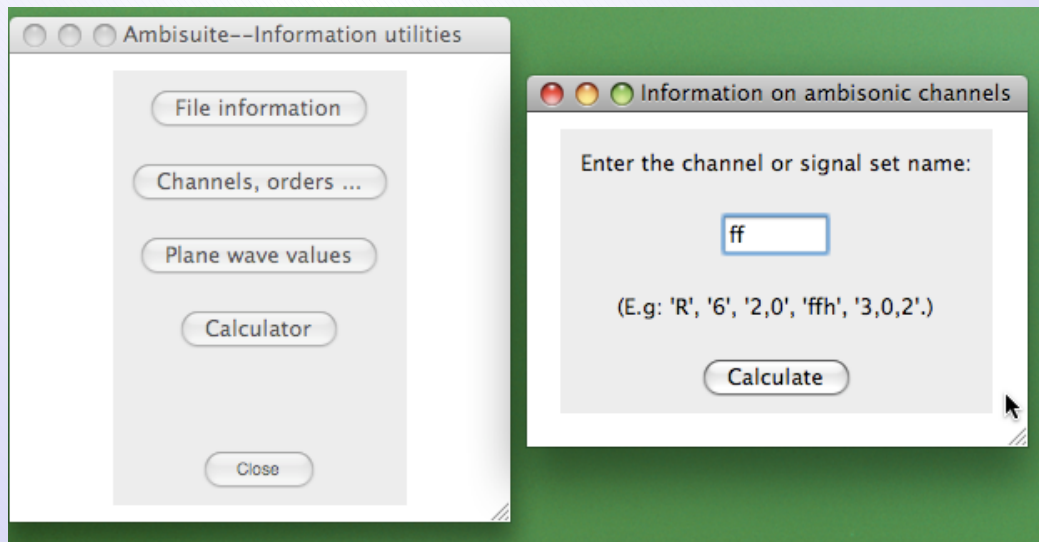 Ambisuite--Information utilities
File information
Channels, orders ...
Plane wave values
Calculator
Close
Information on ambisonic channels
Enter the channel or signal set name:
ff
(E.g: 'R', '6', '2,0', 'ffh', '3,0,2'.)
Calculate